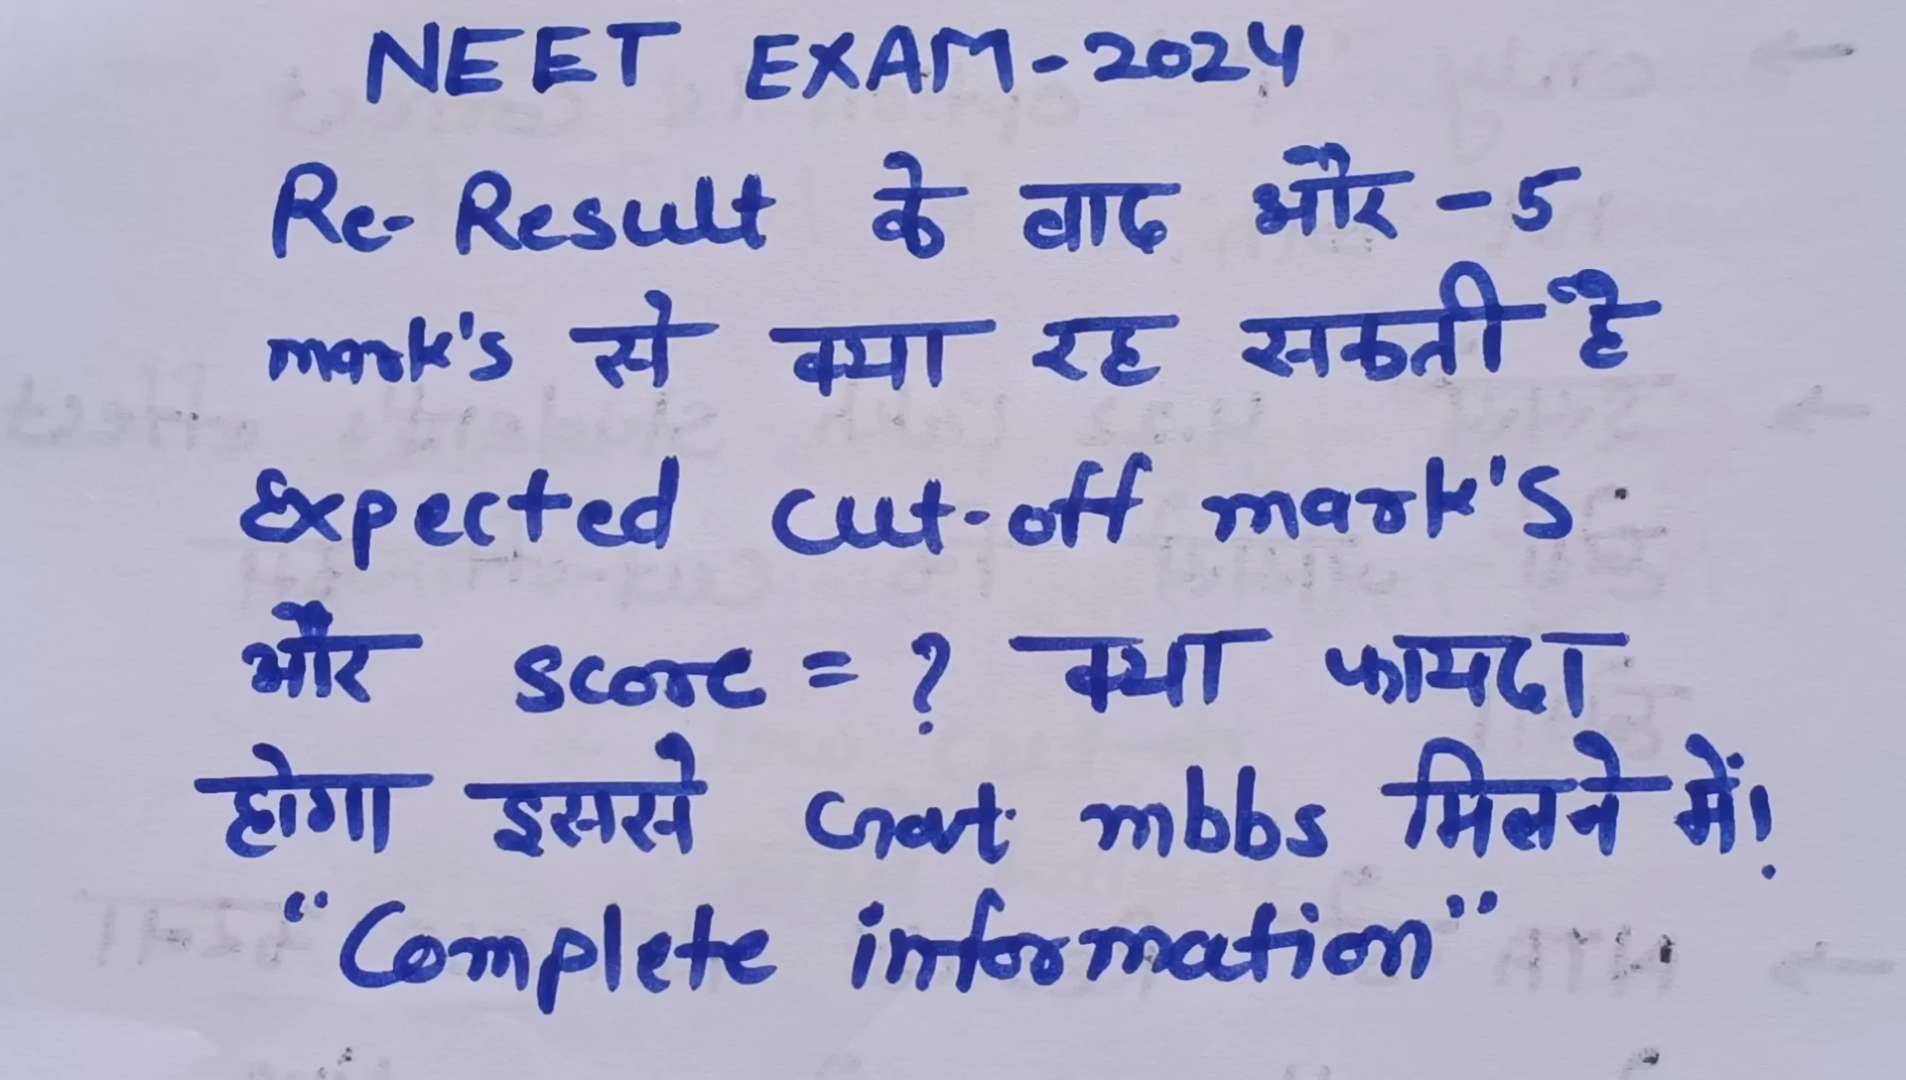 NEET EXAM-2024
Re-Result के बाद और -5
mark's से क्या रह सकती है
Expected cut-off mark's
और score = ? क्या फायदा
होगा इससे Govt. mbbs मिलने में!
"Complete information"